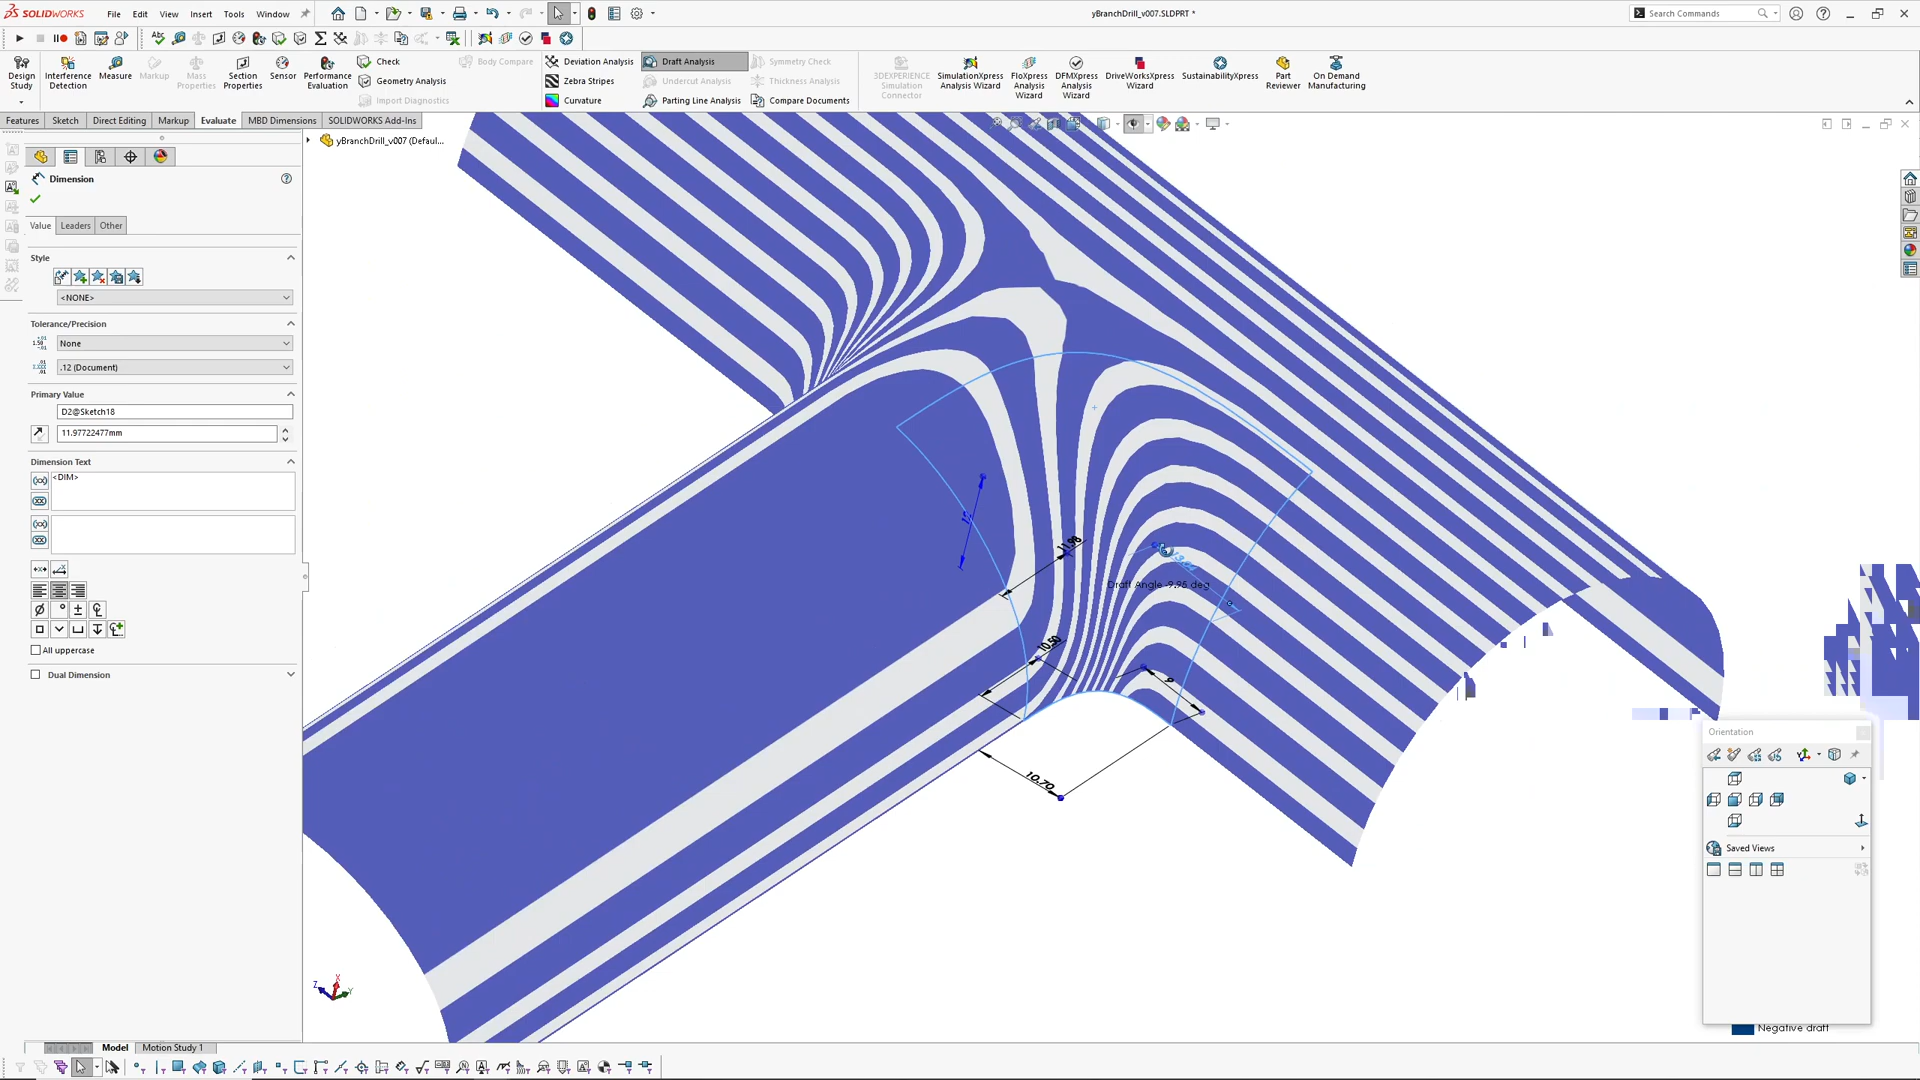 SOLIDWORKS File Edit View Insert Tools Window yBranchDrill_v007.SLDPRT * Search Commands
Design Study
Interference Detection
Measure
Markup
Mass Properties
Section Properties
Sensor
Performance Evaluation
Check
Geometry Analysis
Import Diagnostics
Body Compare
Deviation Analysis
Zebra Stripes
Curvature
Draft Analysis
Undercut Analysis
Parting Line Analysis
Symmetry Check
Thickness Analysis
Compare Documents
3DEXPERIENCE Simulation Connector
SimulationXpress Analysis Wizard
FloXpress Analysis Wizard
DFMXpress Analysis Wizard
DriveWorksXpress Wizard
SustainabilityXpress
Part Reviewer
On Demand Manufacturing
Features Sketch Direct Editing Markup Evaluate MBD Dimensions SOLIDWORKS Add-Ins
yBranchDrill_v007 (Defaul...
Dimension
Value Leaders Other
Style
<NONE>
Tolerance/Precision
None
.12 (Document)
Primary Value
D2@Sketch18
11.97722477mm
Dimension Text
<DIM>
All uppercase
Dual Dimension
11.98
Draft Angle -9.95 deg
10.50
9
10.70
Orientation
Saved Views
Negative draft
Z X Y
Model Motion Study 1